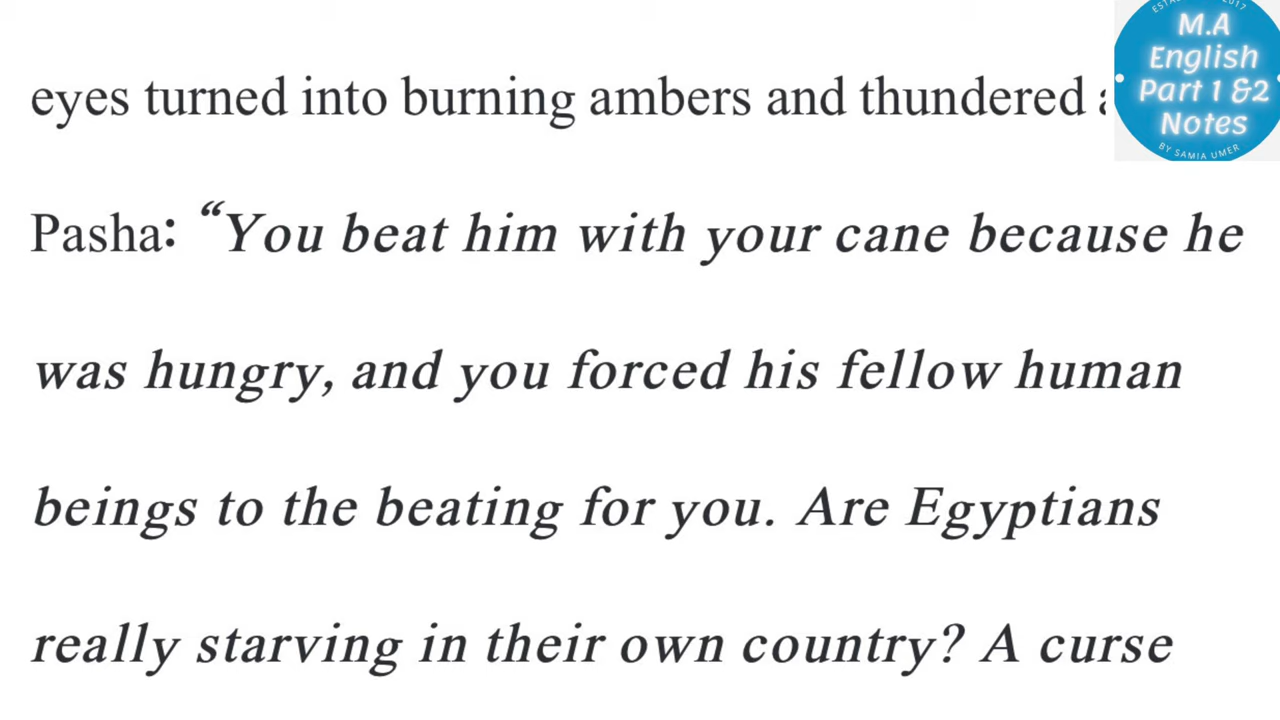 eyes turned into burning ambers and thundered
Pasha: “You beat him with your cane because he
was hungry, and you forced his fellow human
beings to the beating for you. Are Egyptians
really starving in their own country? A curse
M.A
English
Part 1 &2
Notes
BY SAMIA UMER